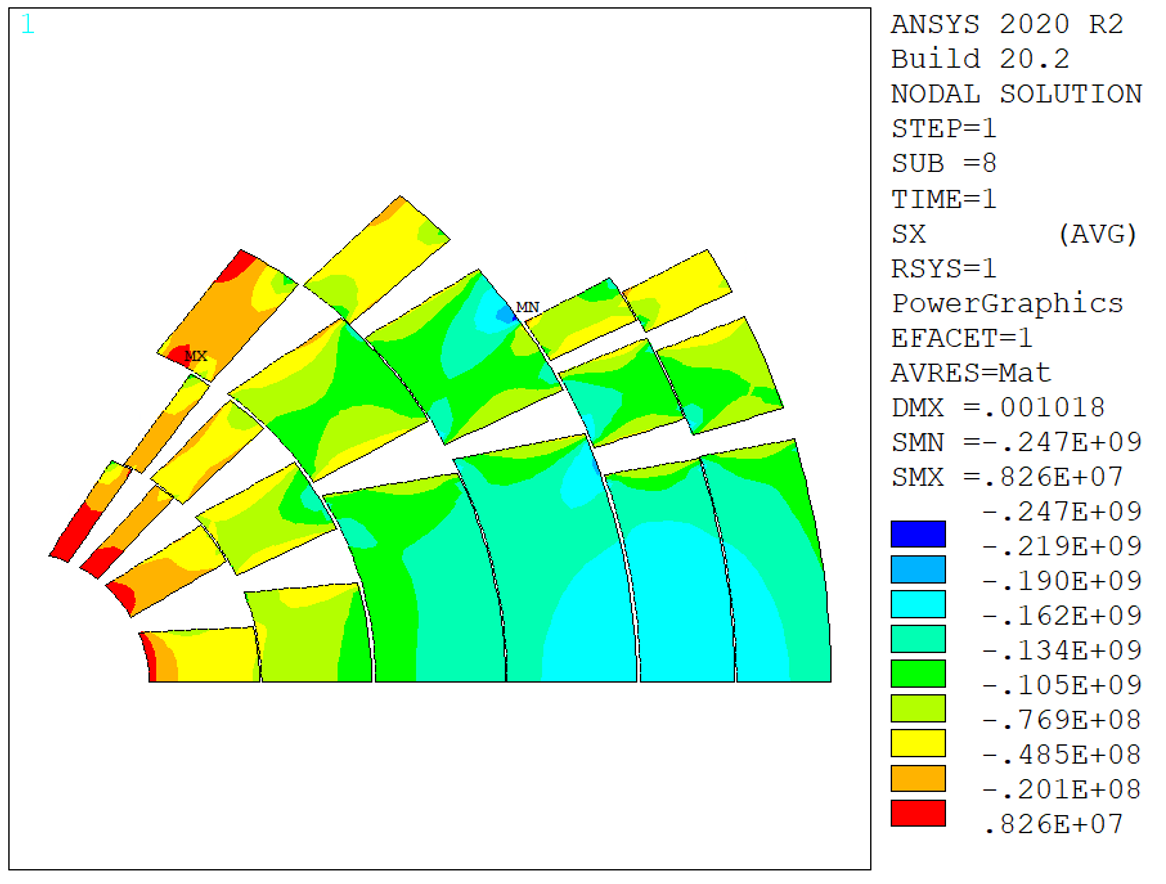 1
ANSYS 2020 R2
Build 20.2
NODAL SOLUTION
STEP=1
SUB =8
TIME=1
SX (AVG)
RSYS=1
PowerGraphics
EFACET=1
AVRES=Mat
DMX =.001018
SMN =-.247E+09
SMX =.826E+07
-.247E+09
-.219E+09
-.190E+09
-.162E+09
-.134E+09
-.105E+09
-.769E+08
-.485E+08
-.201E+08
.826E+07
MN
MX